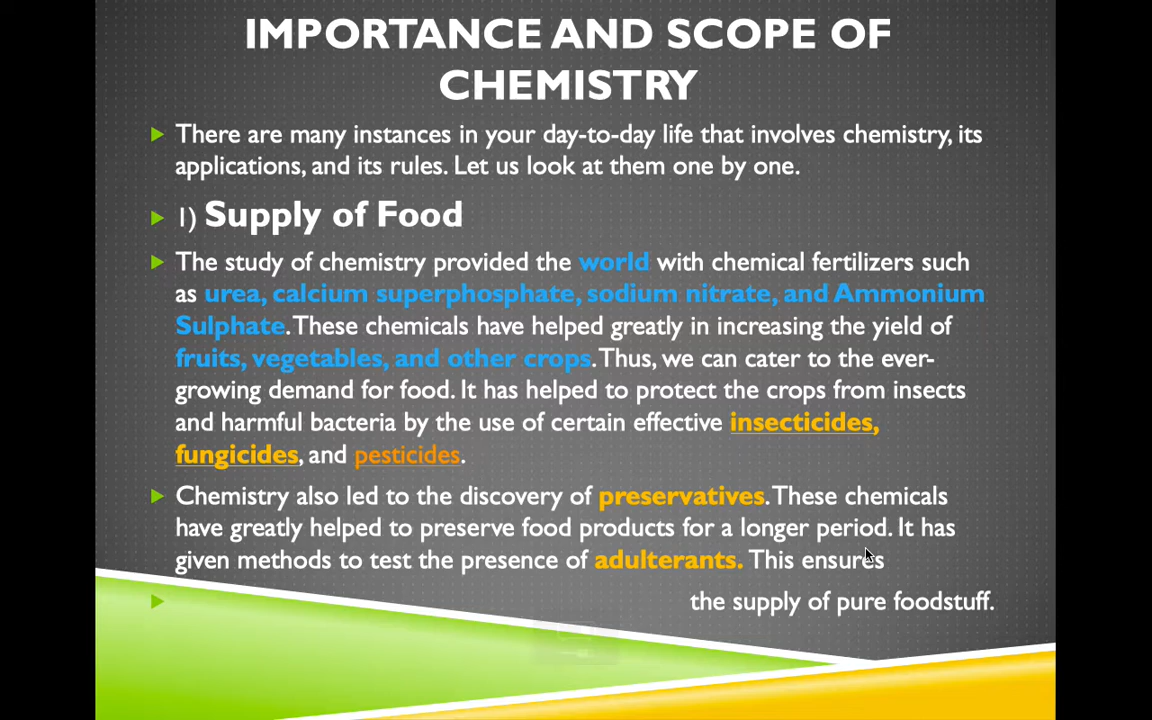 IMPORTANCE AND SCOPE OF
CHEMISTRY
There are many instances in your day-to-day life that involves chemistry, its
applications, and its rules. Let us look at them one by one.
1) Supply of Food
The study of chemistry provided the world with chemical fertilizers such
as urea, calcium superphosphate, sodium nitrate, and Ammonium
Sulphate. These chemicals have helped greatly in increasing the yield of
fruits, vegetables, and other crops. Thus, we can cater to the ever-
growing demand for food. It has helped to protect the crops from insects
and harmful bacteria by the use of certain effective insecticides,
fungicides, and pesticides.
Chemistry also led to the discovery of preservatives. These chemicals
have greatly helped to preserve food products for a longer period. It has
given methods to test the presence of adulterants. This ensures
the supply of pure foodstuff.